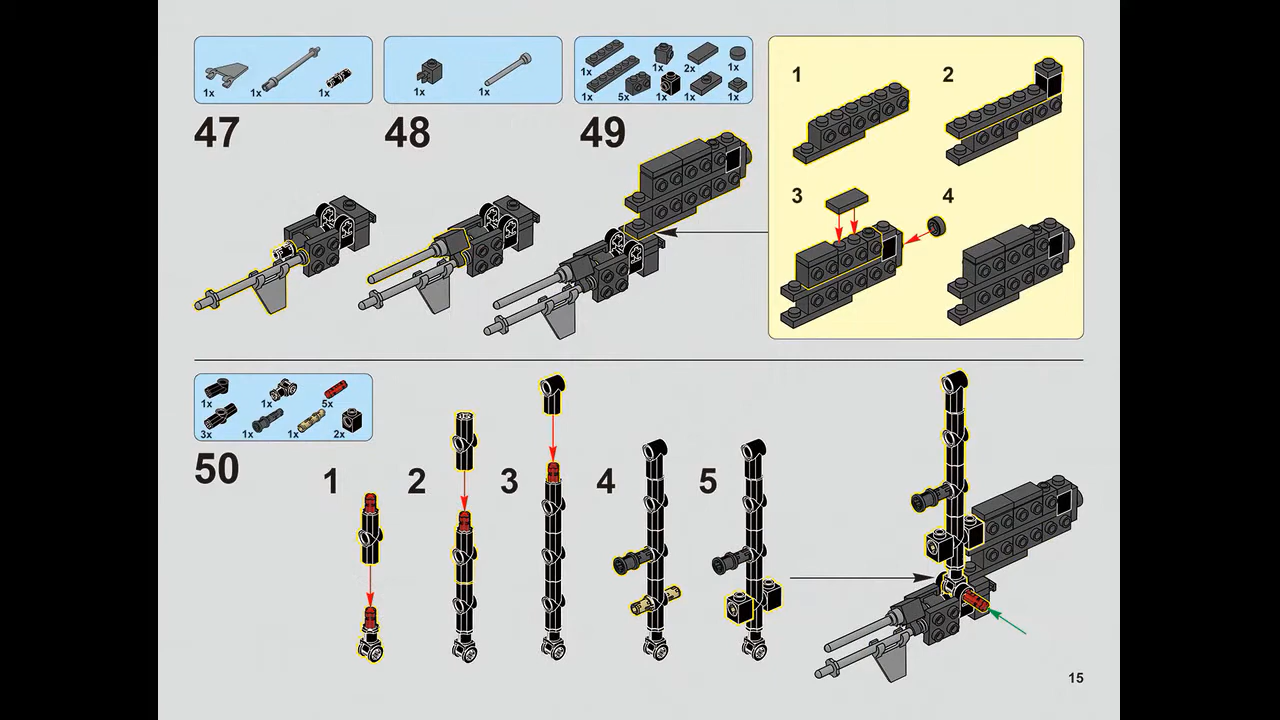 1x 1x 1x
1x 1x
1x 1x 2x 1x
1x 5x 1x 1x 1x
47 48 49
1 2
3 4
1x 1x 5x
3x 1x 1x 2x
50
1 2 3 4 5
15